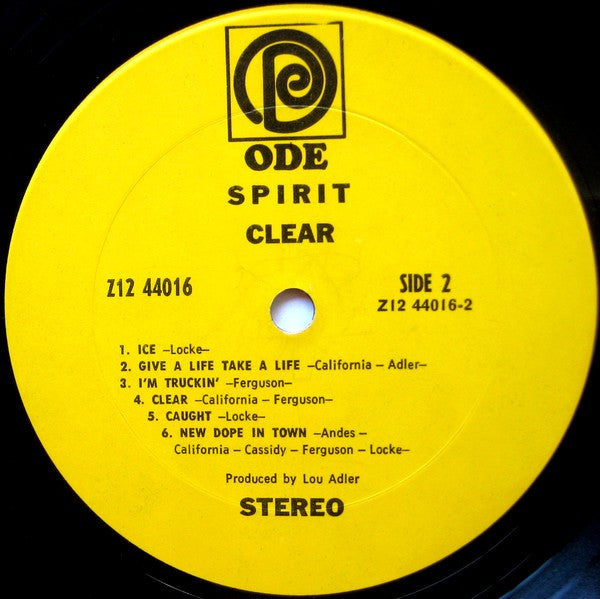 ODE
SPIRIT
CLEAR
Z12 44016
SIDE 2
Z12 44016-2
1. ICE –Locke–
2. GIVE A LIFE TAKE A LIFE –California – Adler–
3. I'M TRUCKIN' –Ferguson–
4. CLEAR –California – Ferguson–
5. CAUGHT –Locke–
6. NEW DOPE IN TOWN –Andes –
California – Cassidy – Ferguson – Locke–
Produced by Lou Adler
STEREO